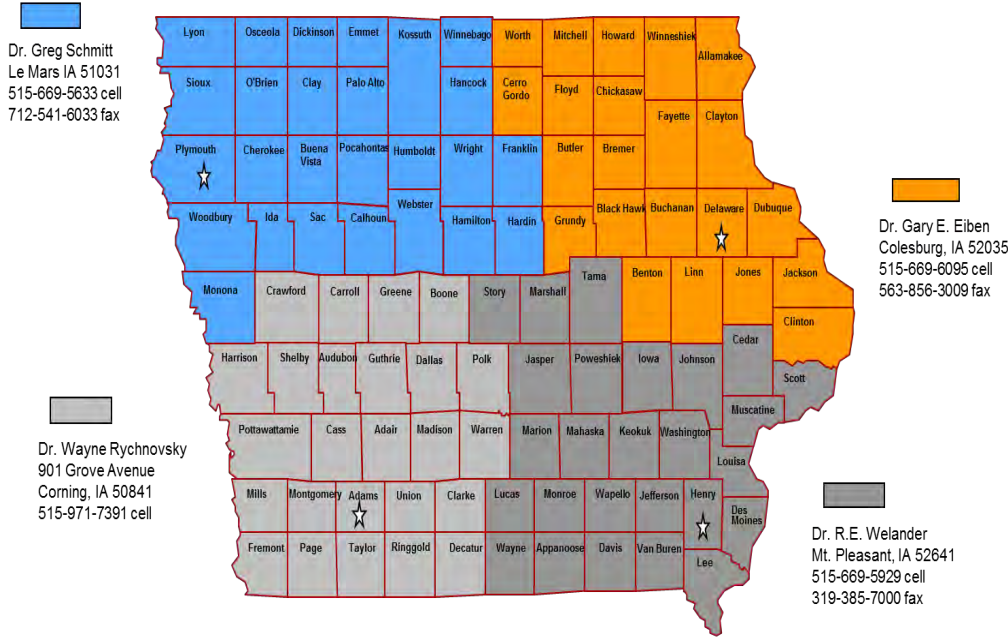 Dr. Greg Schmitt
Le Mars IA 51031
515-669-5633 cell
712-541-6033 fax
Lyon Osceola Dickinson Emmet Kossuth Winnebago Worth Mitchell Howard Winneshiek Allamakee
Sioux O'Brien Clay Palo Alto Hancock Cerro Gordo Floyd Chickasaw Fayette Clayton
Plymouth Cherokee Buena Vista Pocahontas Humboldt Wright Franklin Butler Bremer
Woodbury Ida Sac Calhoun Webster Hamilton Hardin Grundy Black Hawk Buchanan Delaware Dubuque
Dr. Gary E. Eiben
Colesburg, IA 52035
515-669-6095 cell
563-856-3009 fax
Monona Crawford Carroll Greene Boone Story Marshall Tama Benton Linn Jones Jackson
Clinton
Harrison Shelby Audubon Guthrie Dallas Polk Jasper Poweshiek Iowa Johnson Cedar Scott
Muscatine
Dr. Wayne Rychnovsky
901 Grove Avenue
Corning, IA 50841
515-971-7391 cell
Pottawattamie Cass Adair Madison Warren Marion Mahaska Keokuk Washington Louisa
Mills Montgomery Adams Union Clarke Lucas Monroe Wapello Jefferson Henry Des Moines
Fremont Page Taylor Ringgold Decatur Wayne Appanoose Davis Van Buren Lee
Dr. R.E. Welander
Mt. Pleasant, IA 52641
515-669-5929 cell
319-385-7000 fax